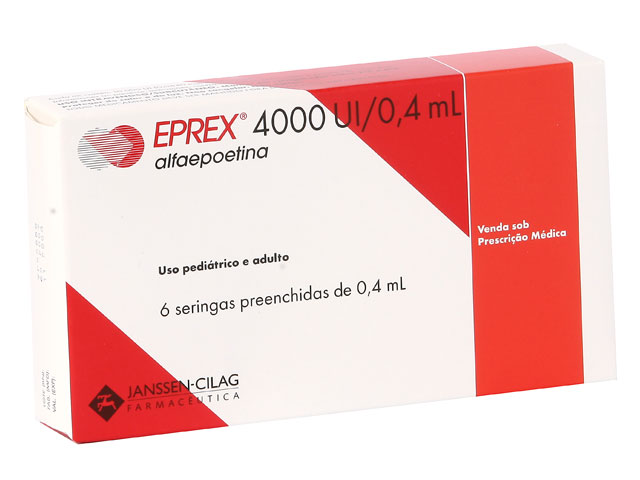 EPREX® 4000 UI/0,4 mL
alfaepoetina
Venda sob
Prescrição Médica
Uso pediátrico e adulto
6 seringas preenchidas de 0,4 mL
JANSSEN-CILAG
FARMACÊUTICA